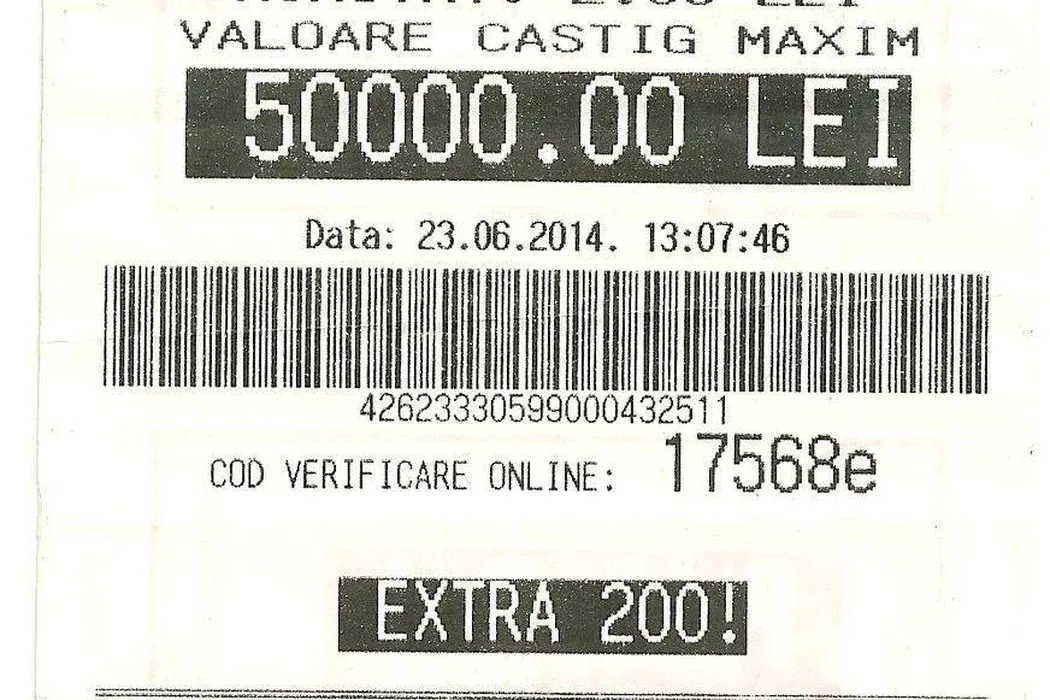 VALOARE CASTIG MAXIM
50000.00 LEI
Data: 23.06.2014. 13:07:46
42623330599000432511
COD VERIFICARE ONLINE: 17568e
EXTRA 200!